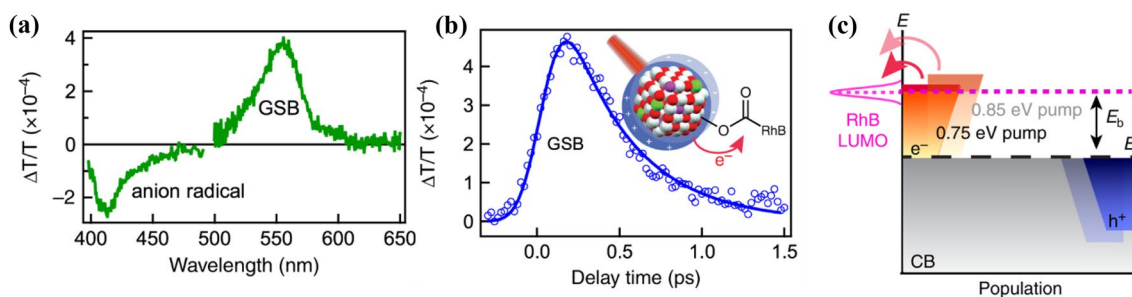 (a)
ΔT/T (×10⁻⁴)
4
2
0
−2
GSB
anion radical
400
450
500
550
600
650
Wavelength (nm)
(b)
ΔT/T (×10⁻⁴)
4
3
2
1
0
GSB
O
O
RhB
e⁻
0.0
0.5
1.0
1.5
Delay time (ps)
(c)
E
RhB
LUMO
0.85 eV pump
0.75 eV pump
E_b
e⁻
h⁺
CB
Population